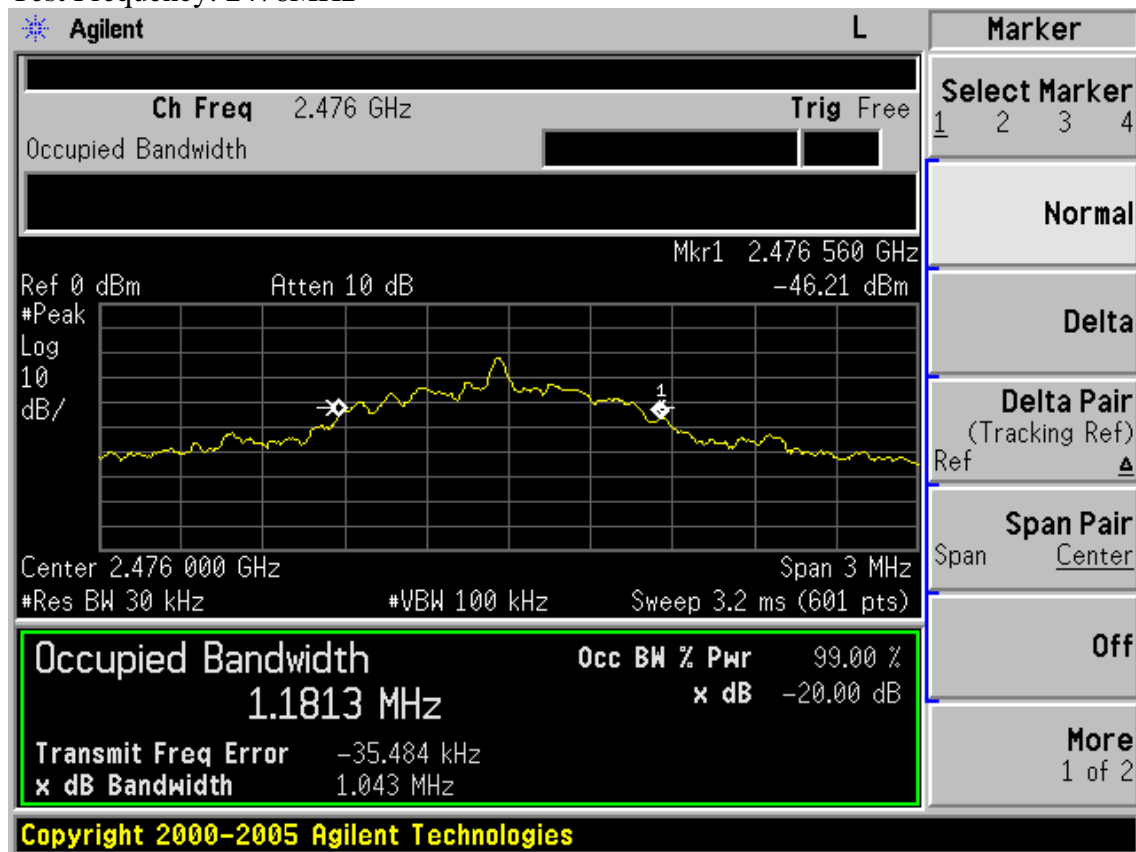 Agilent L
Marker
Ch Freq 2.476 GHz Trig Free
Occupied Bandwidth
Select Marker
1 2 3 4
Normal
Mkr1 2.476 560 GHz
Ref 0 dBm Atten 10 dB -46.21 dBm
#Peak
Log
10
dB/
1
Delta
Delta Pair
(Tracking Ref)
Ref Δ
Span Pair
Span Center
Center 2.476 000 GHz Span 3 MHz
#Res BW 30 kHz #VBW 100 kHz Sweep 3.2 ms (601 pts)
Off
Occupied Bandwidth Occ BW % Pwr 99.00 %
1.1813 MHz x dB -20.00 dB
Transmit Freq Error -35.484 kHz
x dB Bandwidth 1.043 MHz
More
1 of 2
Copyright 2000-2005 Agilent Technologies